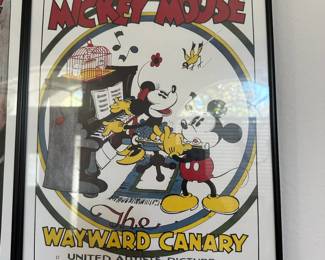 MICKEY MOUSE
The
WAYWARD CANARY
UNITED ARTISTS PICTURE